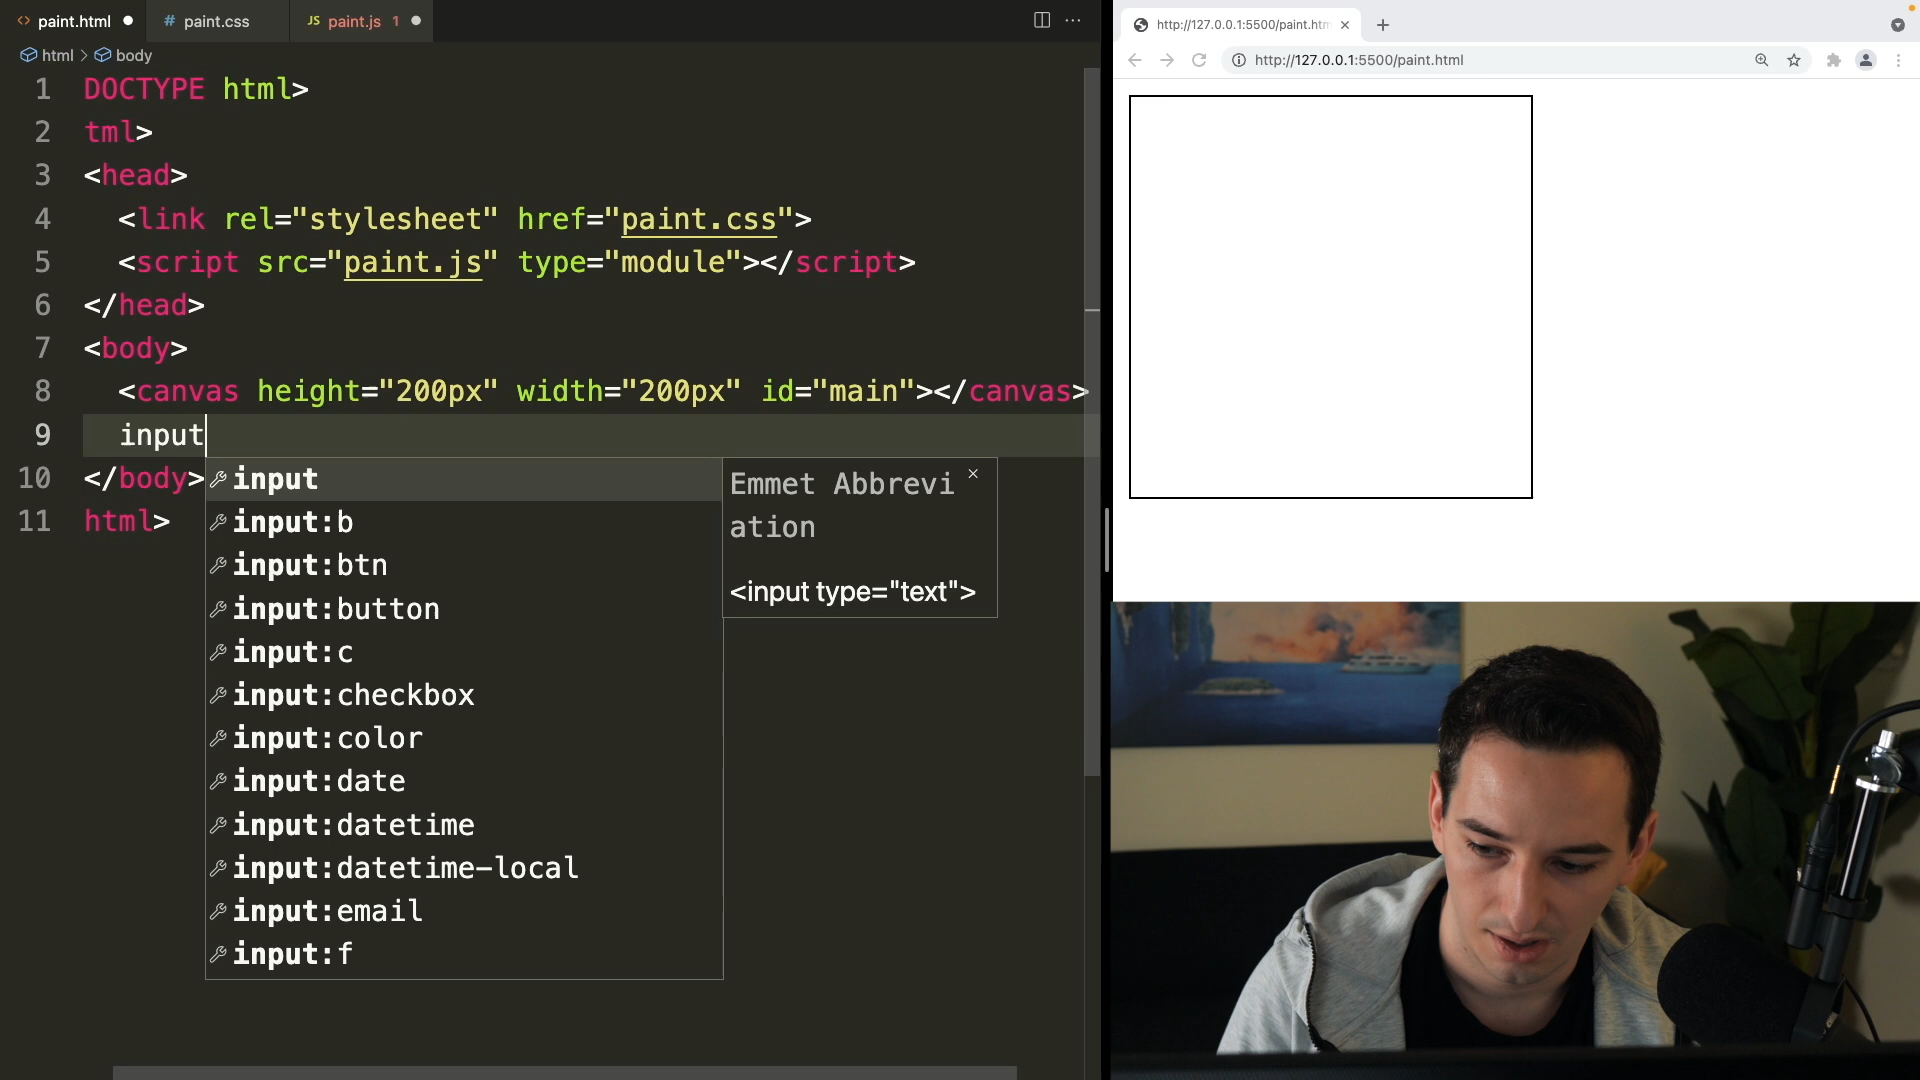 paint.html
# paint.css
JS paint.js 1
html > body
1 DOCTYPE html>
2 tml>
3 <head>
4 <link rel="stylesheet" href="paint.css">
5 <script src="paint.js" type="module"></script>
6 </head>
7 <body>
8 <canvas height="200px" width="200px" id="main"></canvas>
9 input
10 </body>
11 html>
input
input:b
input:btn
input:button
input:c
input:checkbox
input:color
input:date
input:datetime
input:datetime-local
input:email
input:f
Emmet Abbrevi
ation
<input type="text">
http://127.0.0.1:5500/paint.htm
http://127.0.0.1:5500/paint.html